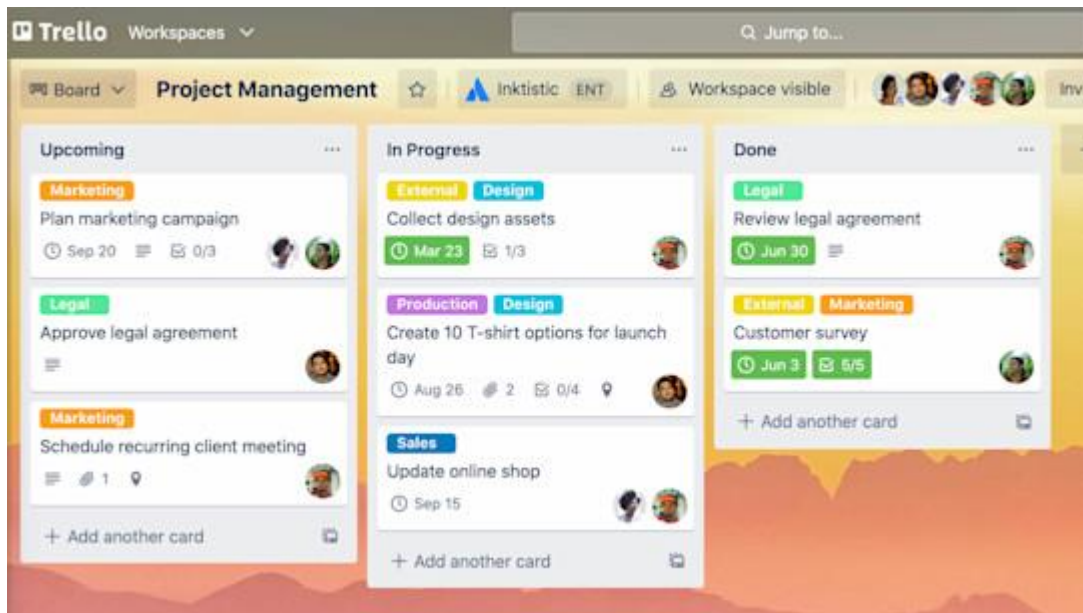 Trello Workspaces Jump to...
Board Project Management Inktistic ENT Workspace visible Inv
Upcoming
Marketing
Plan marketing campaign
Sep 20 0/3
Legal
Approve legal agreement
Marketing
Schedule recurring client meeting
1
+ Add another card
In Progress
External Design
Collect design assets
Mar 23 1/3
Production Design
Create 10 T-shirt options for launch
day
Aug 26 2 0/4
Sales
Update online shop
Sep 15
+ Add another card
Done
Legal
Review legal agreement
Jun 30
External Marketing
Customer survey
Jun 3 5/5
+ Add another card